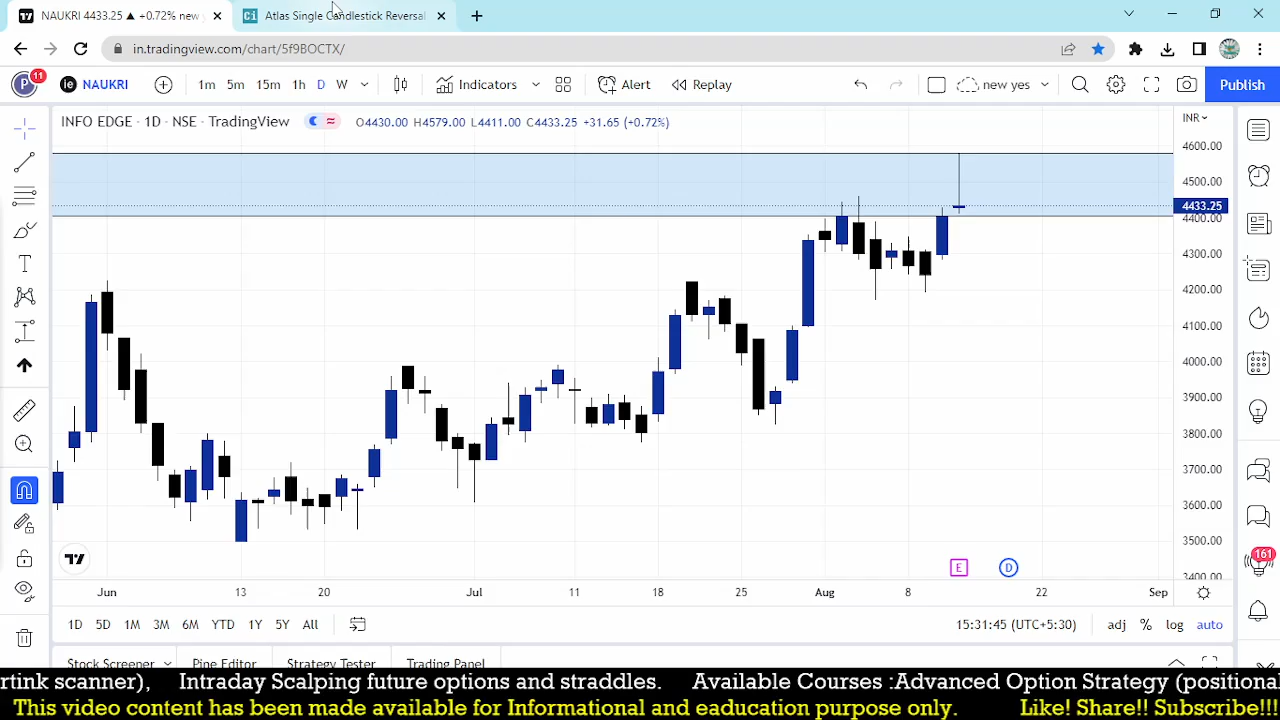 NAUKRI 4433.25 ▲ +0.72% new
Ci Atlas Single Candlestick Reversal
in.tradingview.com/chart/5f9BOCTX/
P 11 ie NAUKRI 1m 5m 15m 1h D W Indicators Alert Replay new yes Publish
INFO EDGE · 1D · NSE · TradingView O4430.00 H4579.00 L4411.00 C4433.25 +31.65 (+0.72%)
INR
4600.00
4500.00
4433.25
4400.00
4300.00
4200.00
4100.00
4000.00
3900.00
3800.00
3700.00
3600.00
3500.00
3400.00
T
161
E D
Jun 13 20 Jul 11 18 25 Aug 8 22 Sep
1D 5D 1M 3M 6M YTD 1Y 5Y All 15:31:45 (UTC+5:30) adj % log auto
Stock Screener Pine Editor Strategy Tester Trading Panel
rtink scanner), Intraday Scalping future options and straddles. Available Courses :Advanced Option Strategy (positional
This video content has been made available for Informational and eaducation purpose only. Like! Share!! Subscribe!!!